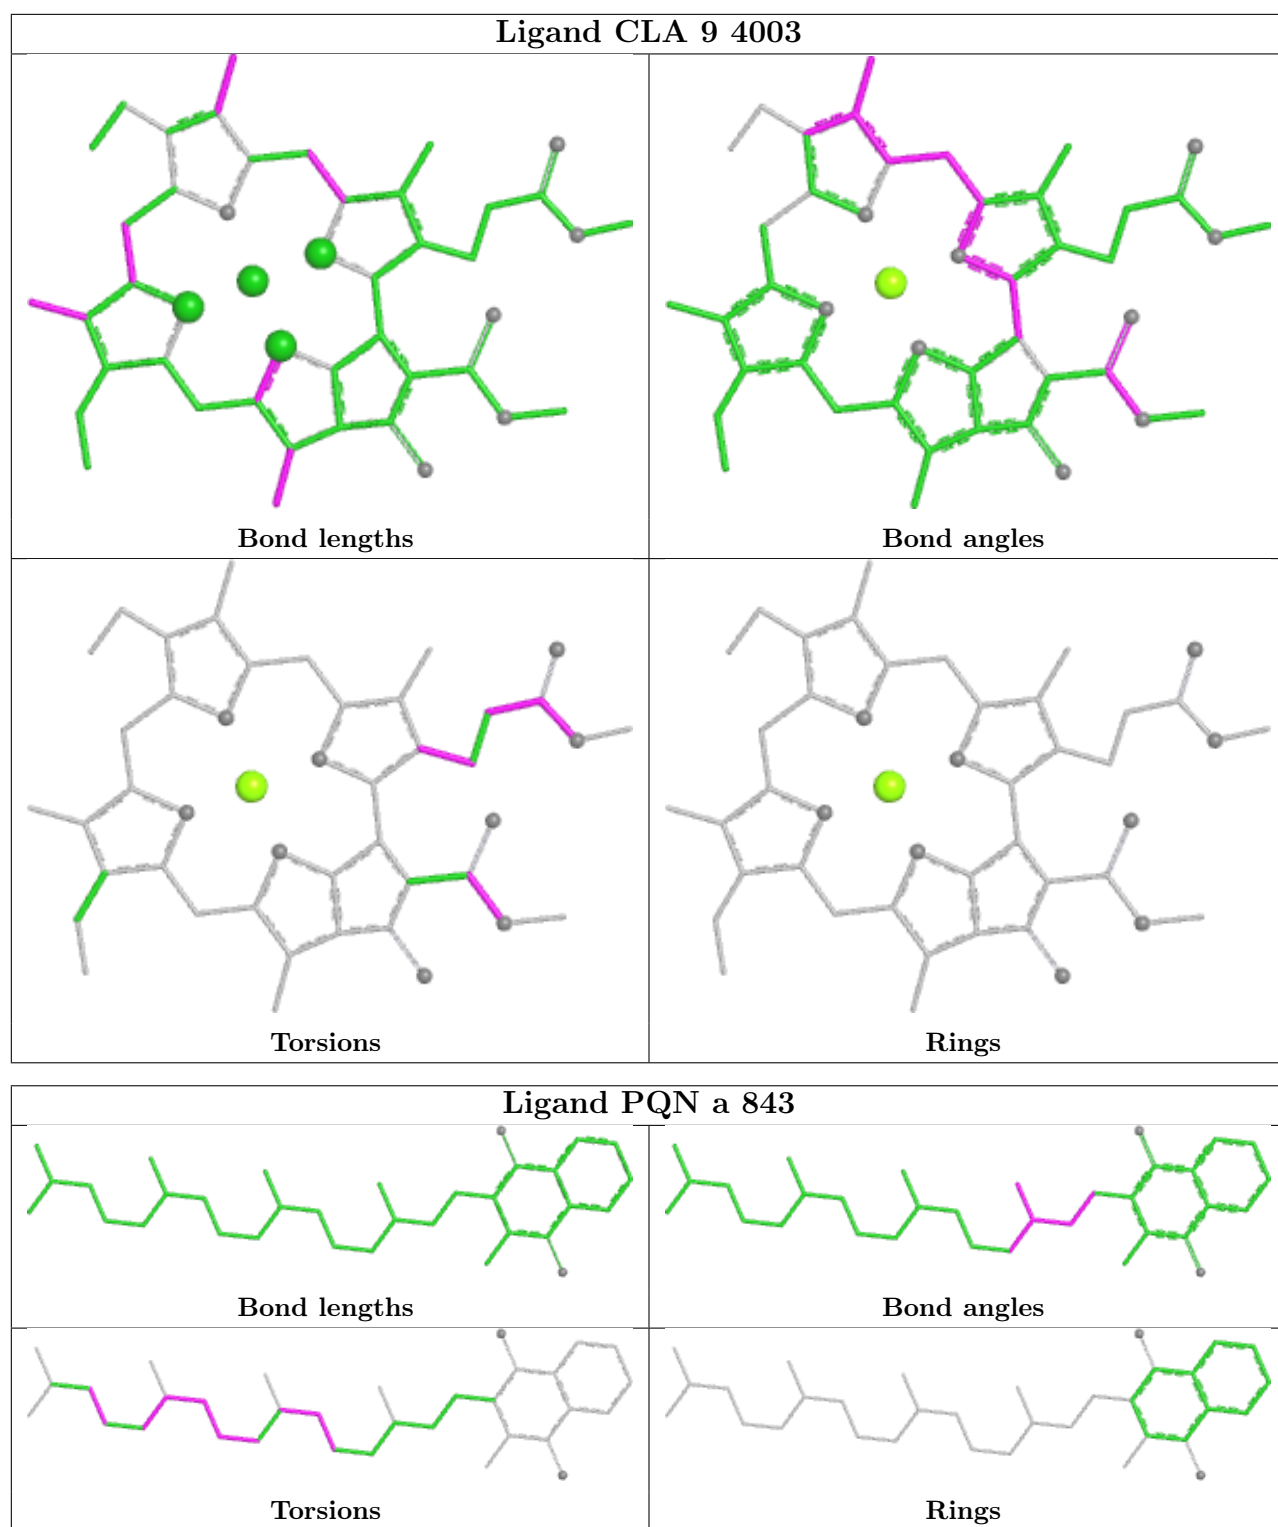 Ligand CLA 9 4003
Bond lengths
Bond angles
Torsions
Rings
Ligand PQN a 843
Bond lengths
Bond angles
Torsions
Rings